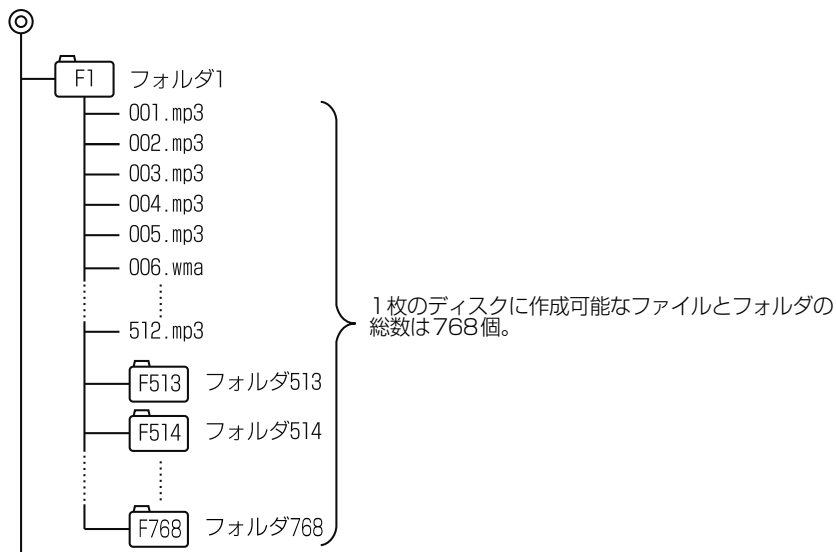 F1 フォルダ1
001.mp3
002.mp3
003.mp3
004.mp3
005.mp3
006.wma
512.mp3
F513 フォルダ513
F514 フォルダ514
F768 フォルダ768
1枚のディスクに作成可能なファイルとフォルダの
総数は768個。